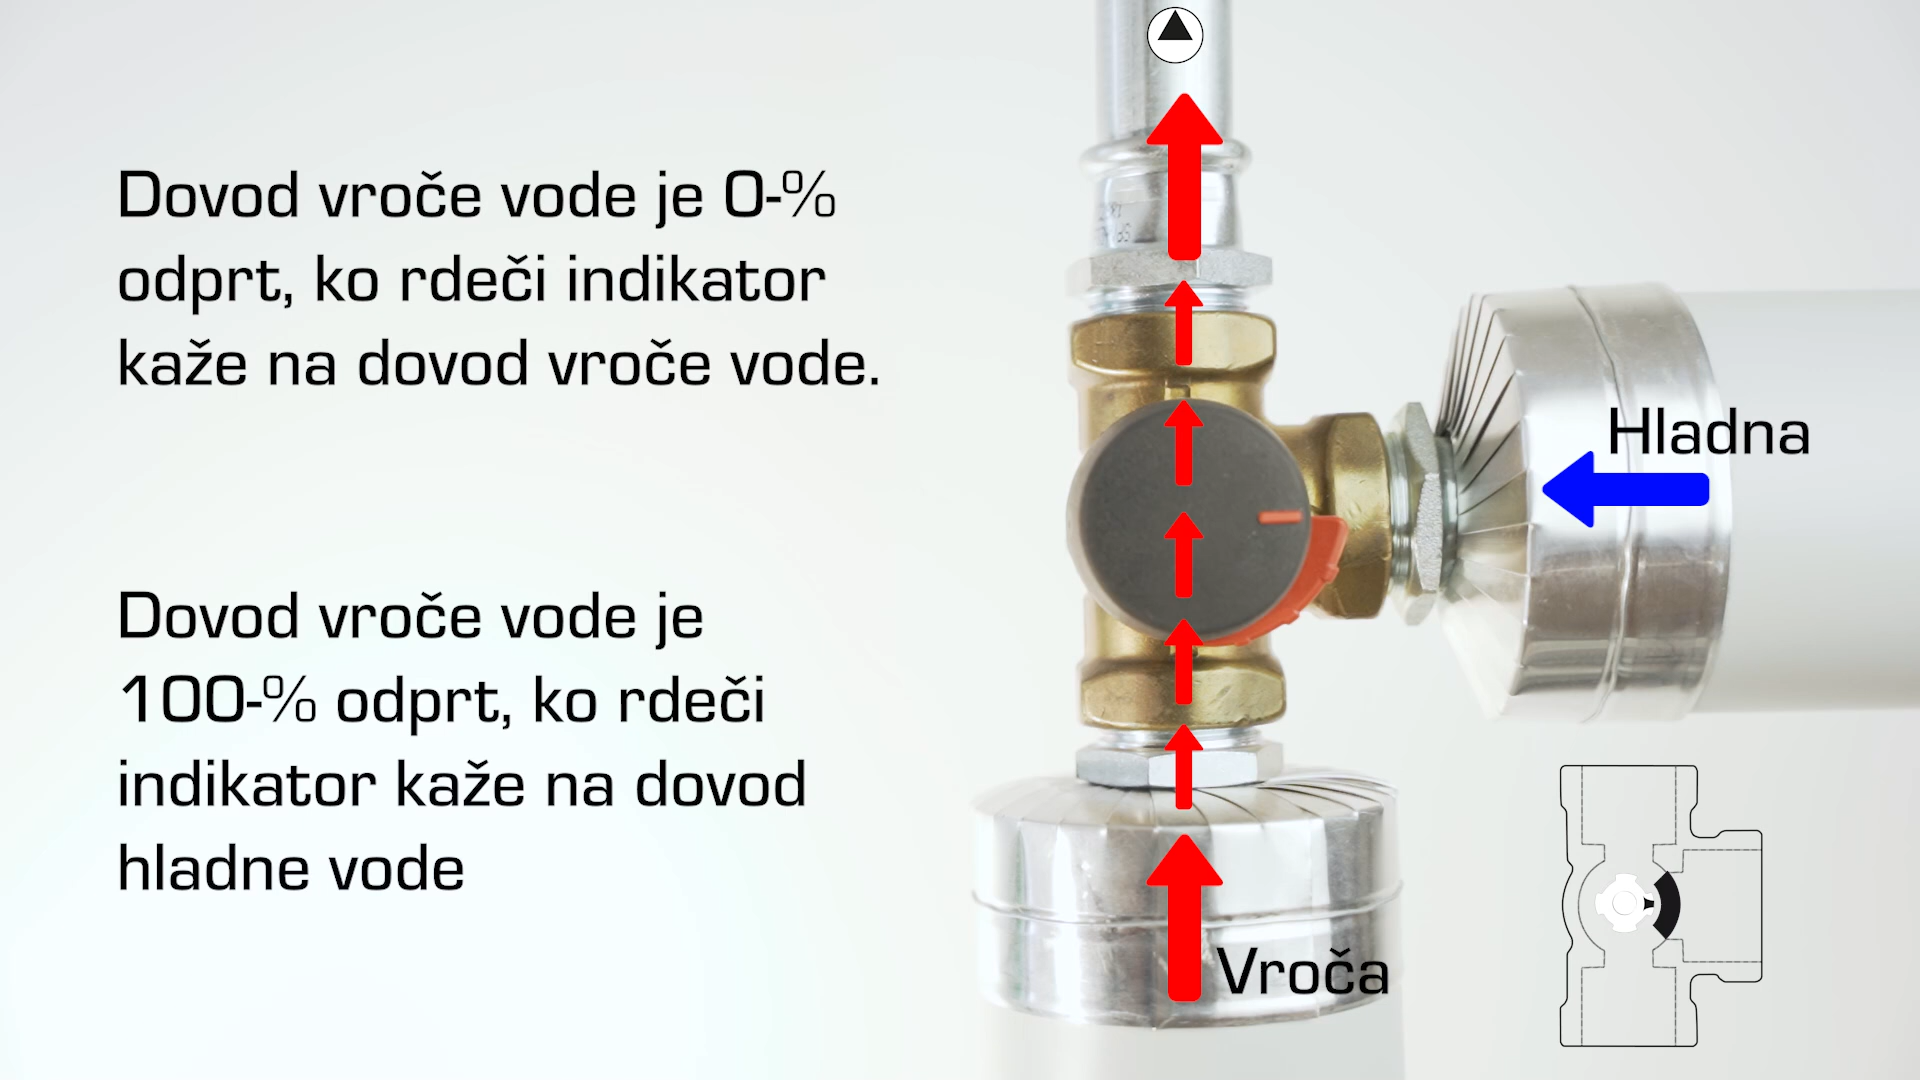 Dovod vroče vode je 0-%
odprt, ko rdeči indikator
kaže na dovod vroče vode.
Dovod vroče vode je
100-% odprt, ko rdeči
indikator kaže na dovod
hladne vode
Hladna
Vroča